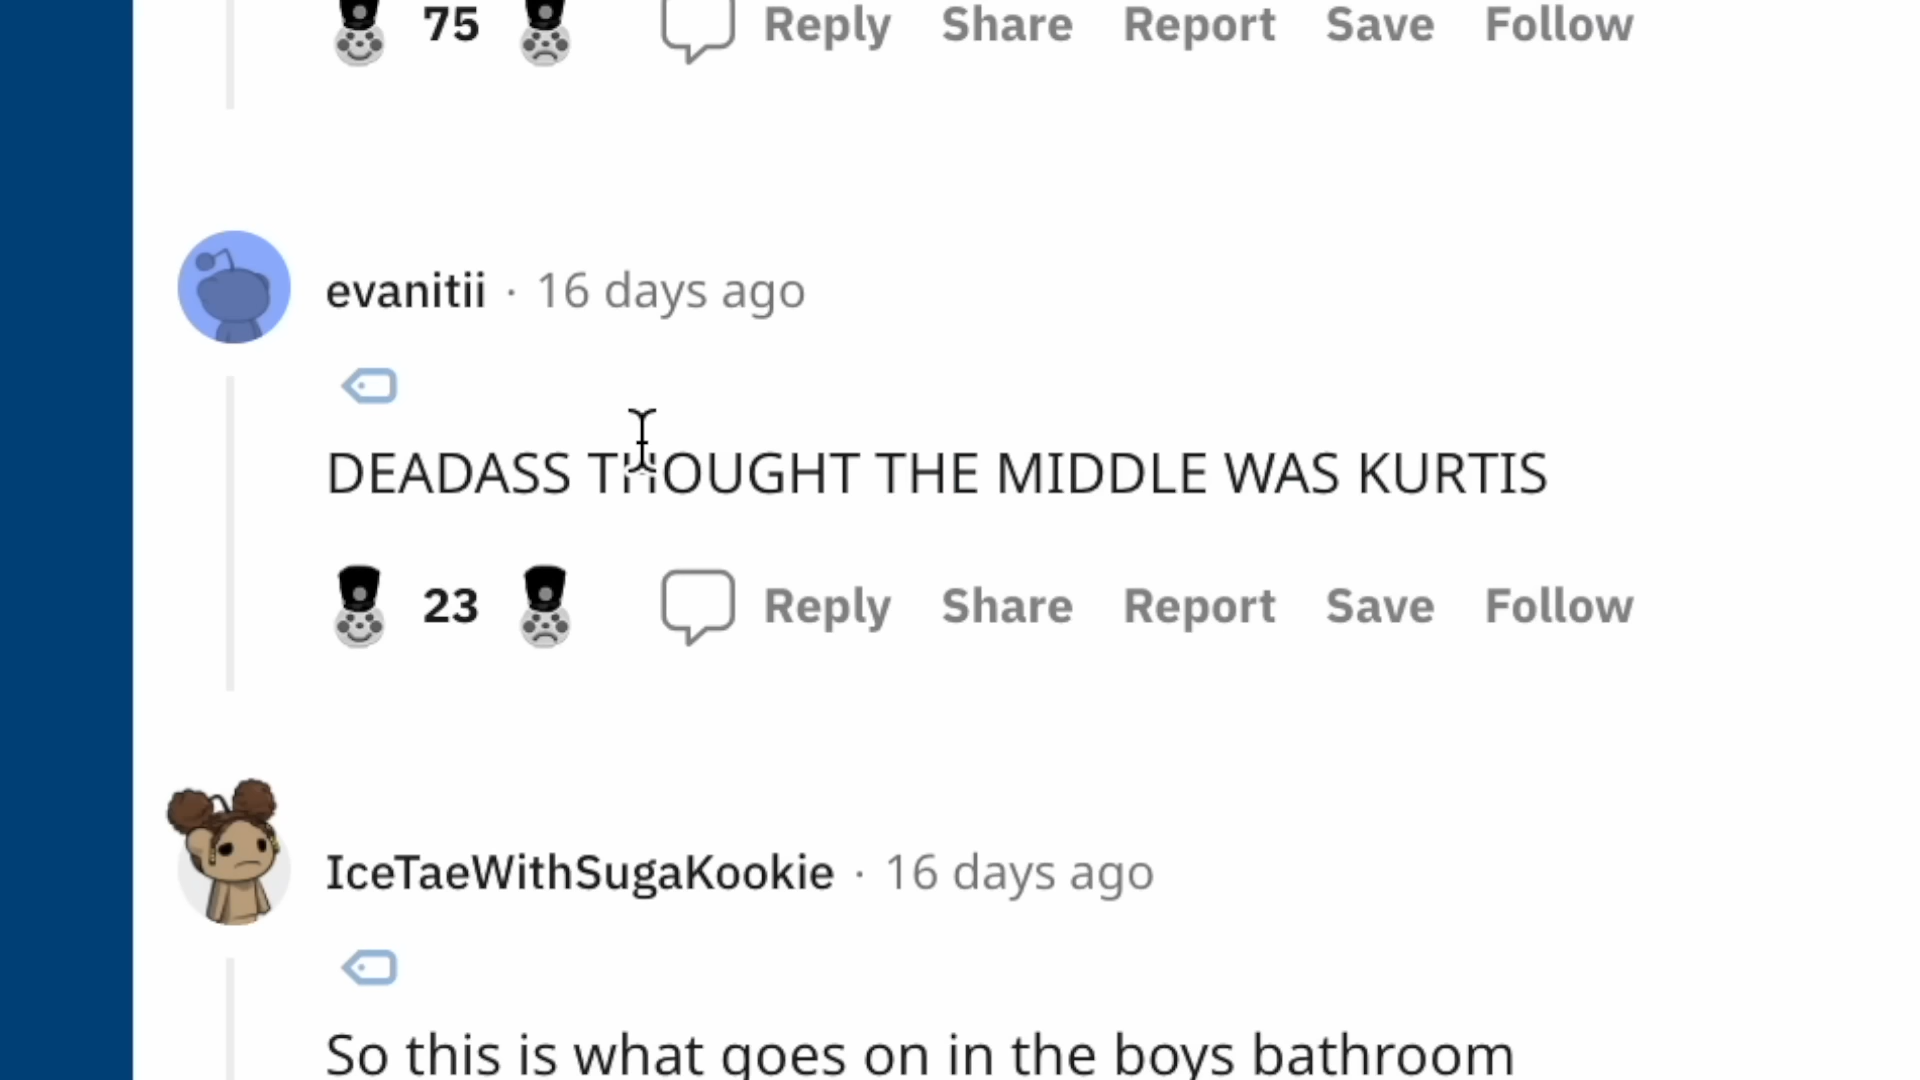 75 Reply Share Report Save Follow
evanitii · 16 days ago
DEADASS THOUGHT THE MIDDLE WAS KURTIS
23 Reply Share Report Save Follow
IceTaeWithSugaKookie · 16 days ago
So this is what goes on in the boys bathroom